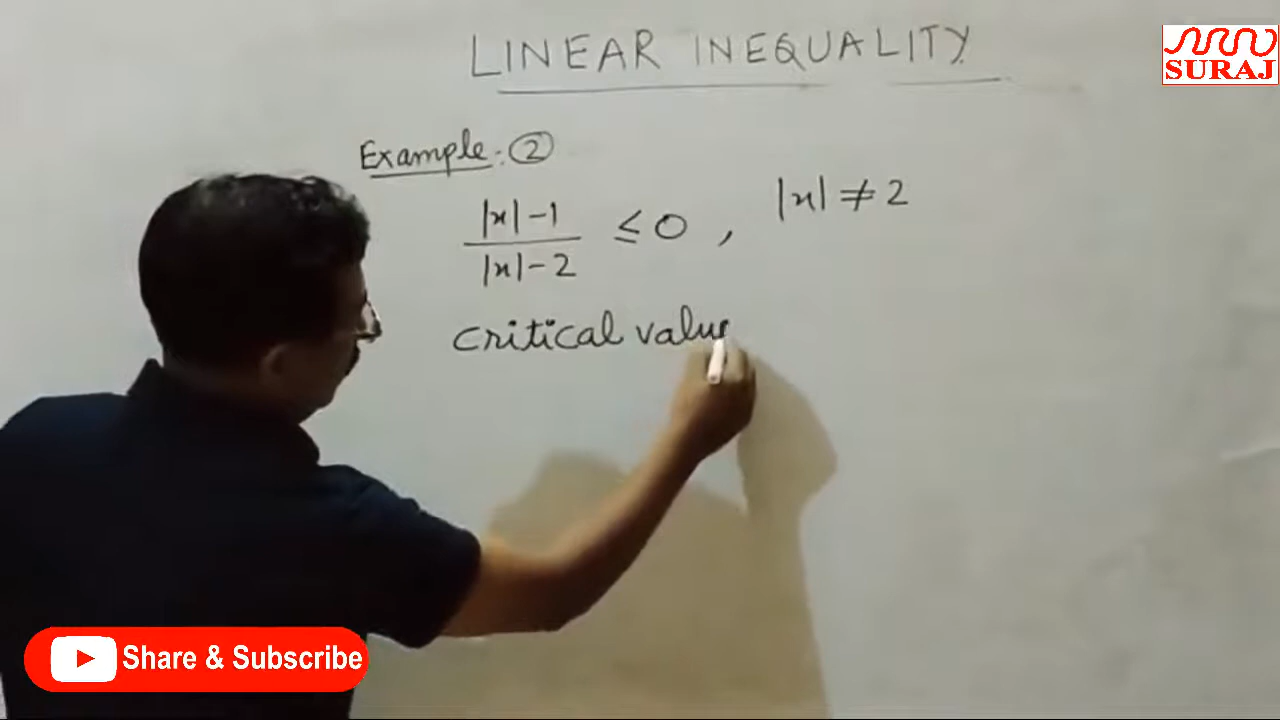 LINEAR INEQUALITY
SURAJ
Example:- ②
|x|-1 / |x|-2 ≤ 0 , |x| ≠ 2
critical valu
Share & Subscribe